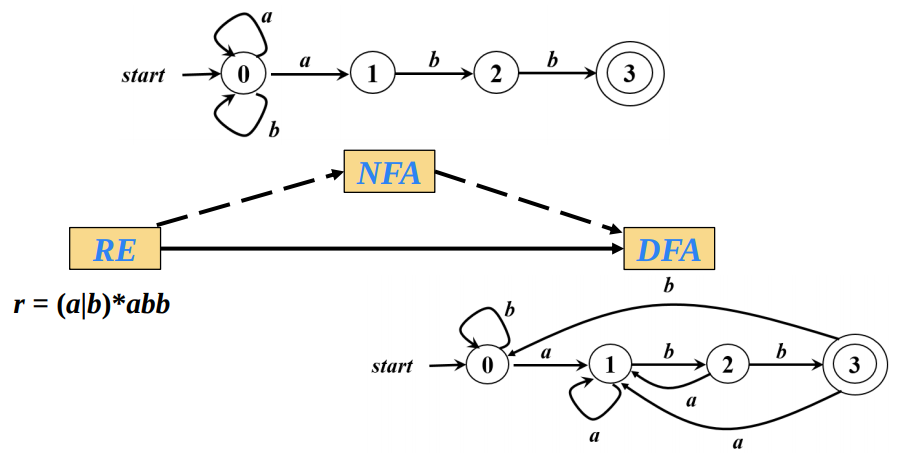 a
start 0 a 1 b 2 b 3
b
NFA
RE DFA
r = (a|b)*abb
b
b
start 0 a 1 b 2 b 3
a
a a